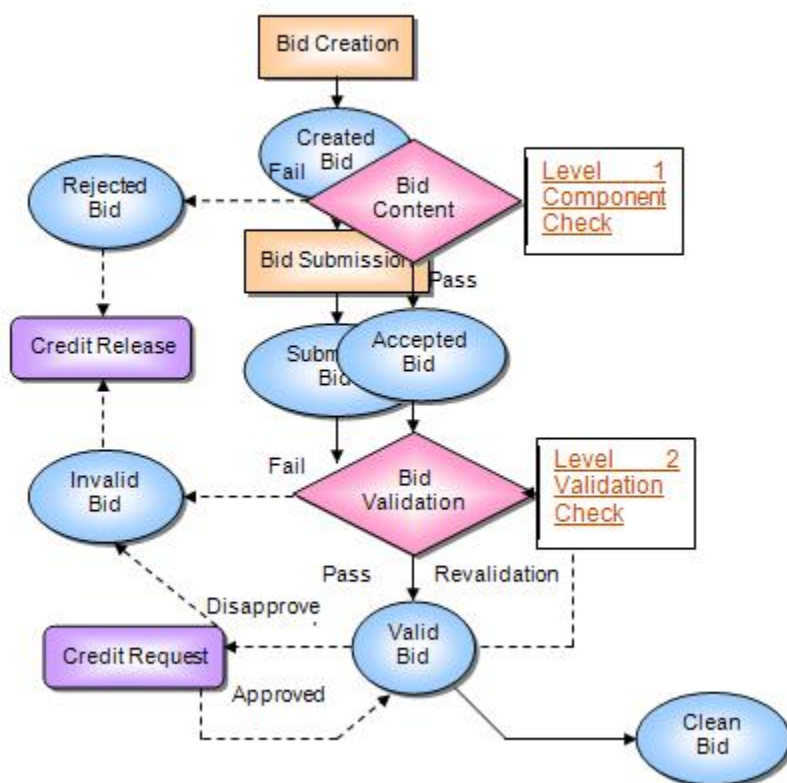 Bid Creation
Created
Bid
Fail
Bid
Content
Level 1
Component
Check
Rejected
Bid
Bid Submission
Pass
Credit Release
Bid
Accepted
Bid
Fail
Bid
Validation
Level 2
Validation
Check
Invalid
Bid
Pass
Revalidation
Disapprove
Valid
Bid
Credit Request
Approved
Clean
Bid